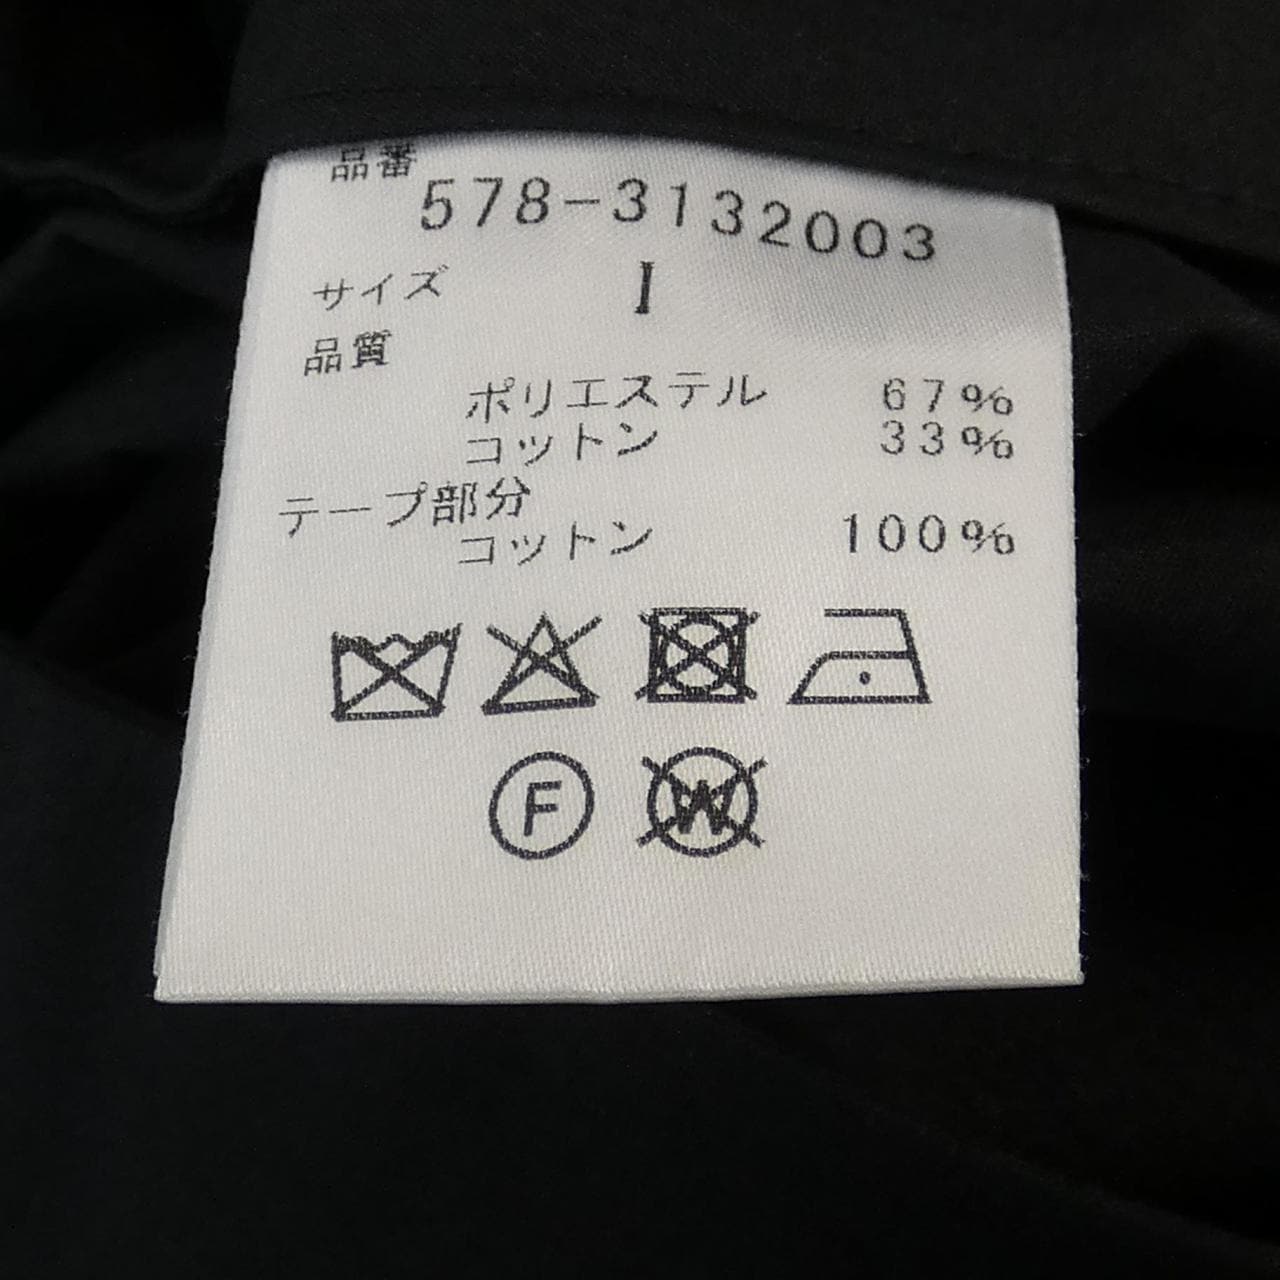 品番
578-3132003
サイズ I
品質
ポリエステル 67%
コットン 33%
テープ部分
コットン 100%
F W